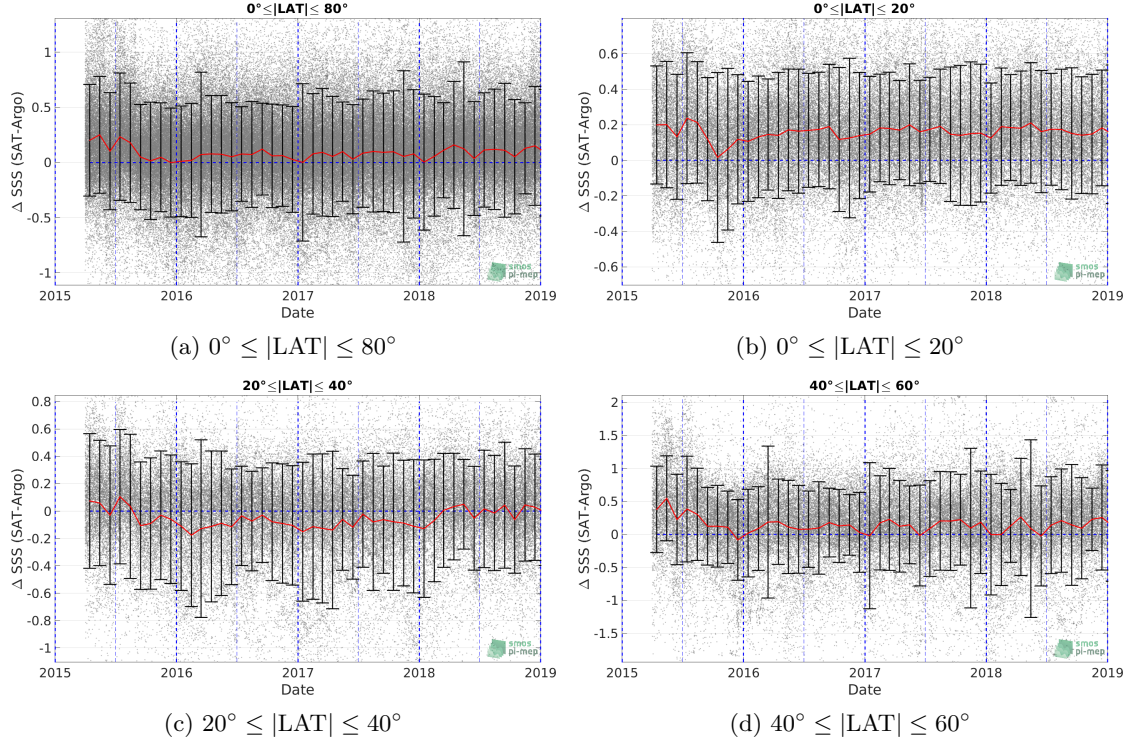 0°≤|LAT|≤ 80°
Δ SSS (SAT-Argo)
1
0.5
0
-0.5
-1
2015 2016 2017 2018 2019
Date
smos
pi-mep
(a) 0° ≤ |LAT| ≤ 80°
0°≤|LAT|≤ 20°
Δ SSS (SAT-Argo)
0.6
0.4
0.2
0
-0.2
-0.4
-0.6
2015 2016 2017 2018 2019
Date
smos
pi-mep
(b) 0° ≤ |LAT| ≤ 20°
20°≤|LAT|≤ 40°
Δ SSS (SAT-Argo)
0.8
0.6
0.4
0.2
0
-0.2
-0.4
-0.6
-0.8
-1
2015 2016 2017 2018 2019
Date
smos
pi-mep
(c) 20° ≤ |LAT| ≤ 40°
40°≤|LAT|≤ 60°
Δ SSS (SAT-Argo)
2
1.5
1
0.5
0
-0.5
-1
-1.5
2015 2016 2017 2018 2019
Date
smos
pi-mep
(d) 40° ≤ |LAT| ≤ 60°